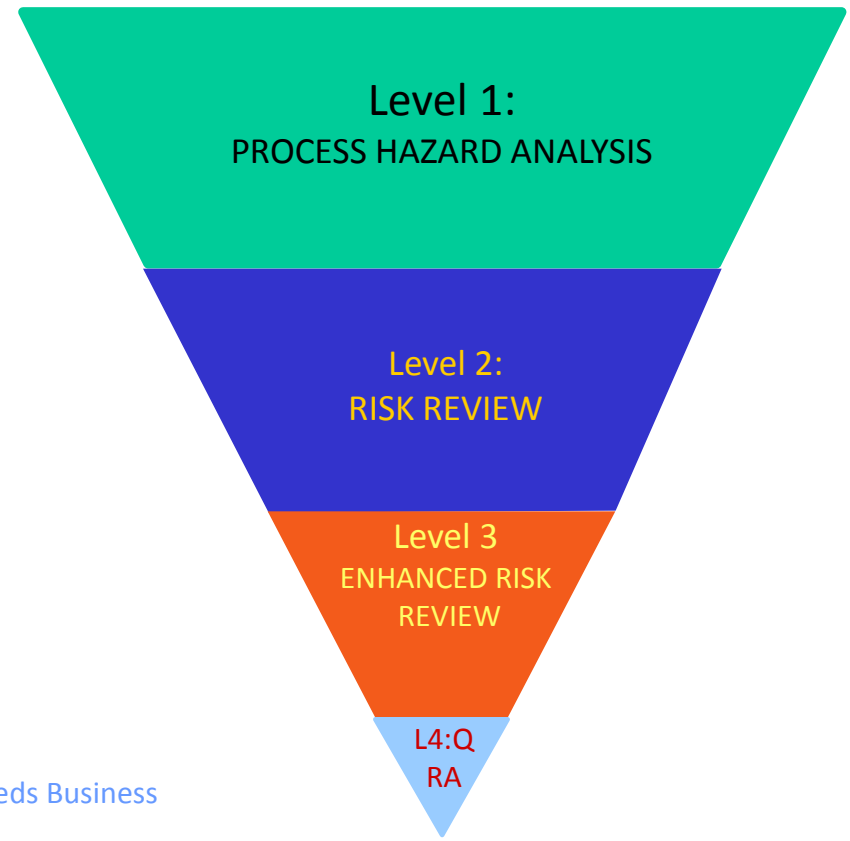 Level 1:
PROCESS HAZARD ANALYSIS
Level 2:
RISK REVIEW
Level 3
ENHANCED RISK
REVIEW
L4:Q
RA
eds Business